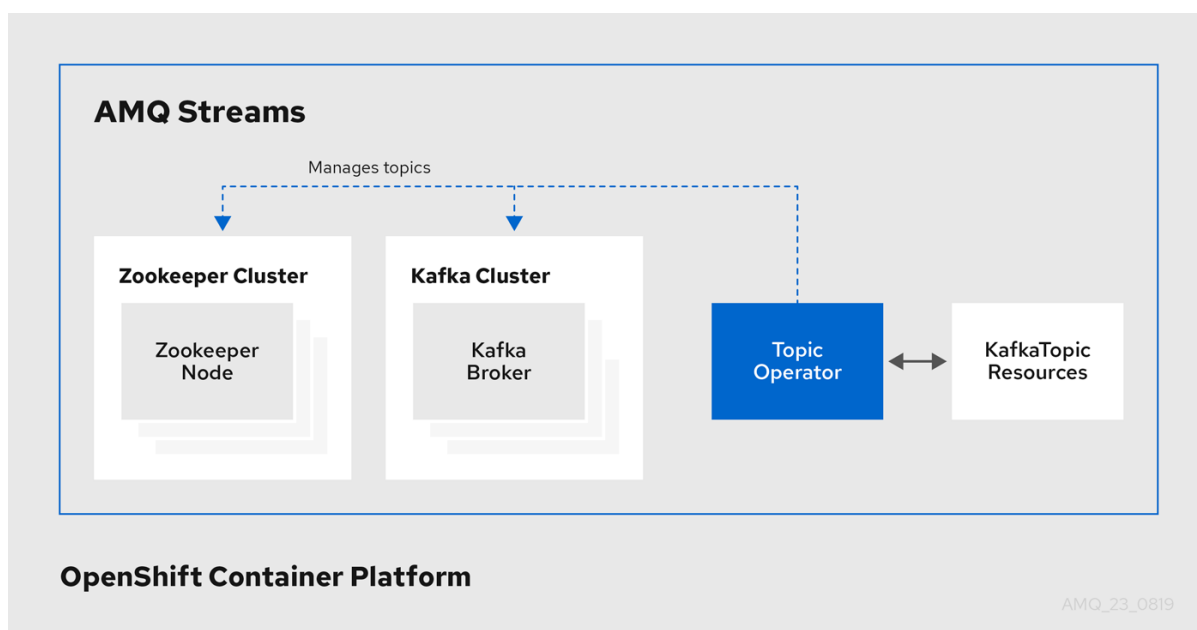 AMQ Streams
Manages topics
Zookeeper Cluster
Zookeeper
Node
Kafka Cluster
Kafka
Broker
Topic
Operator
KafkaTopic
Resources
OpenShift Container Platform
AMQ_23_0819